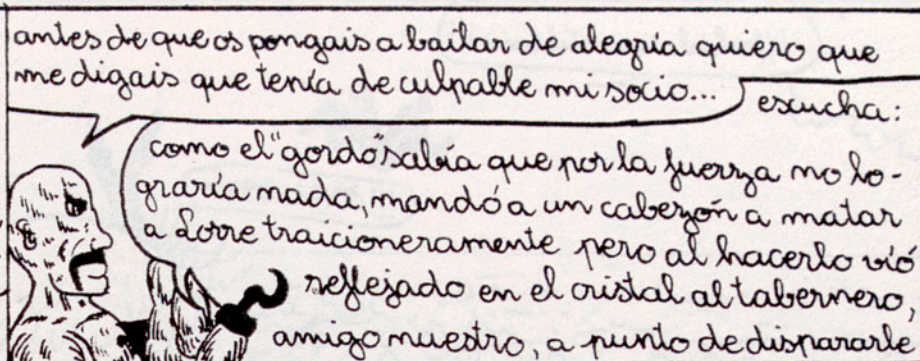 antes de que os pongais a bailar de alegría quiero que
me digais que tenía de culpable mi socio...
escucha:
como el "gordo" sabía que por la fuerza no lo-
graría nada, mandó a un cabezón a matar
a Lorre traicioneramente pero al hacerlo vió
reflejado en el cristal al tabernero,
amigo nuestro, a punto de dispararle